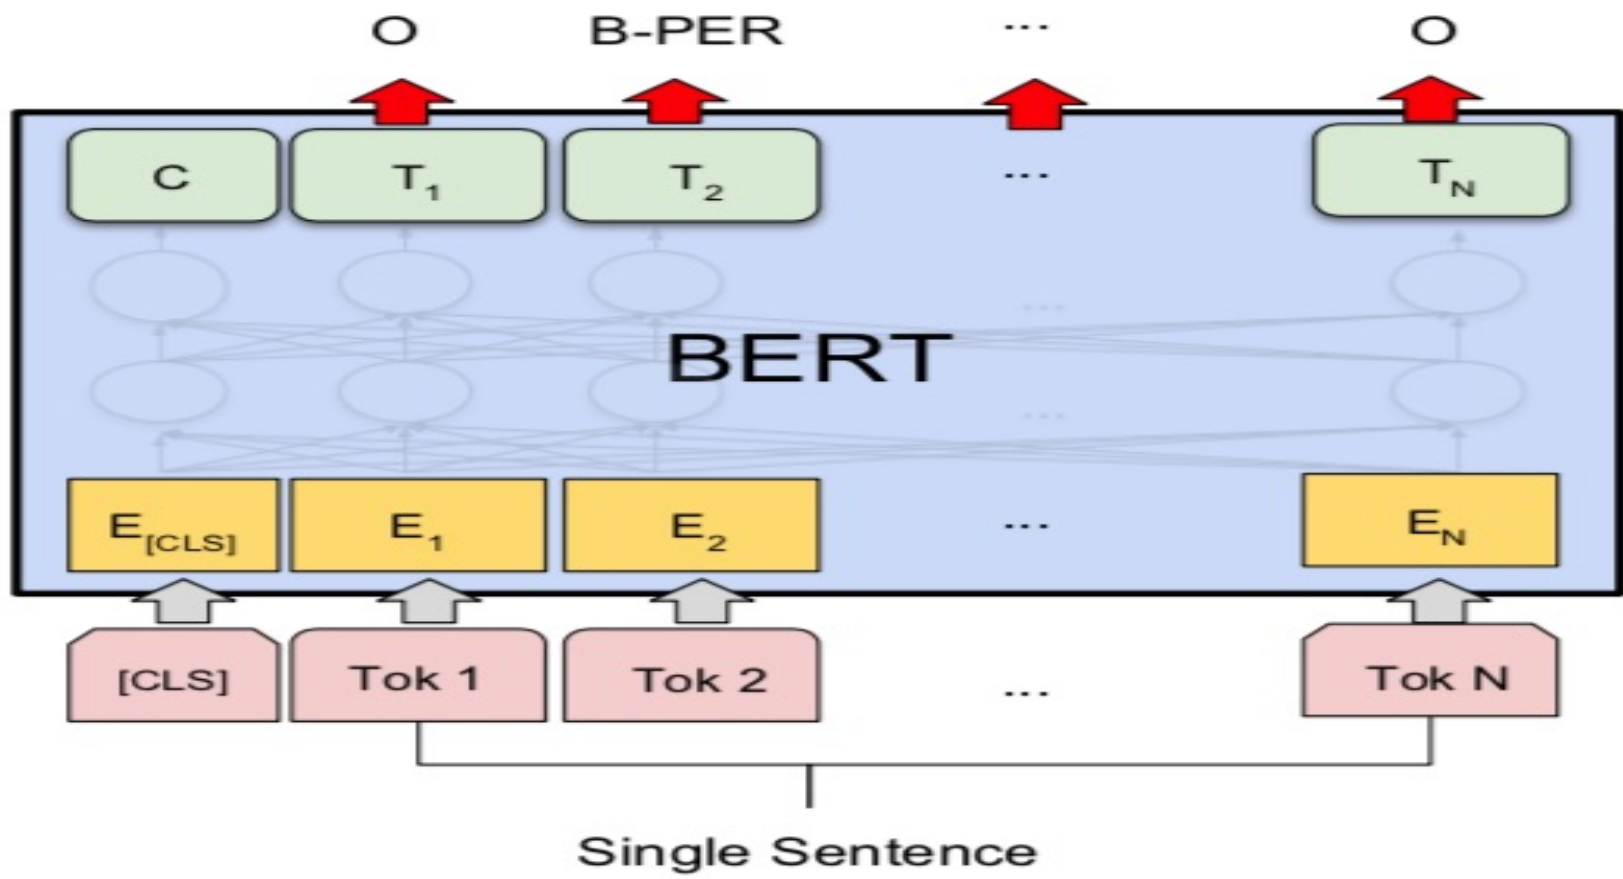 O B-PER ... O
C T1 T2 ... TN
...
BERT
...
E[CLS] E1 E2 ... EN
[CLS] Tok 1 Tok 2 ... Tok N
Single Sentence